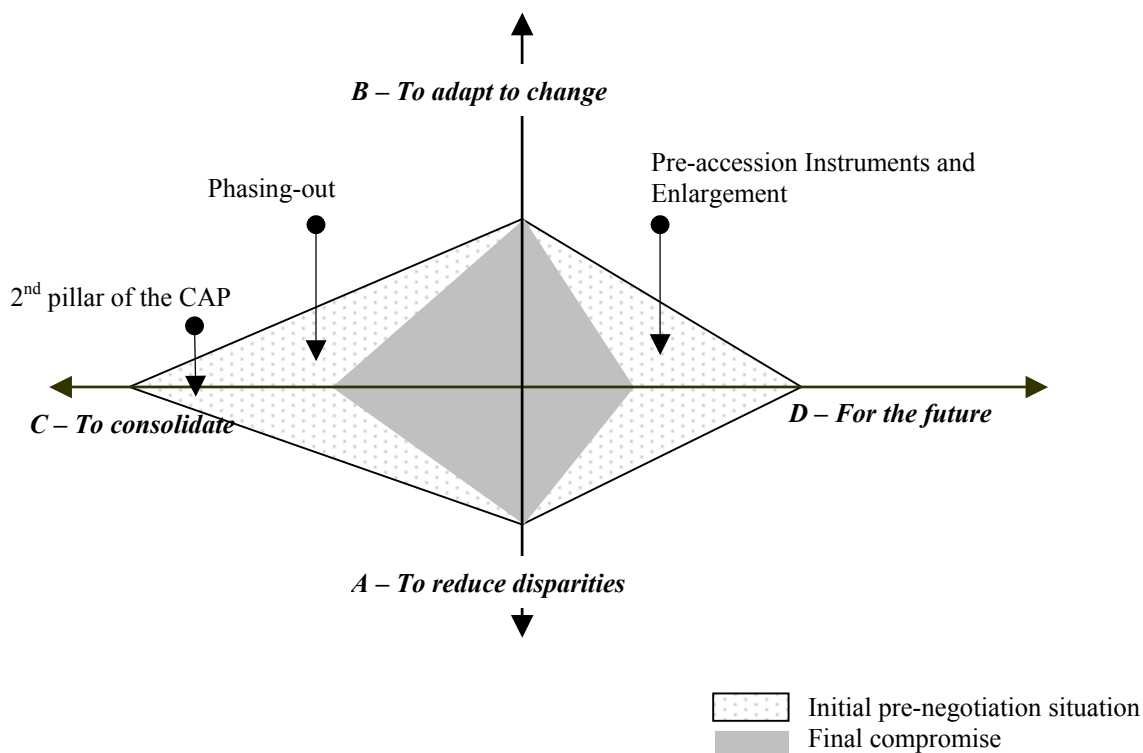 B – To adapt to change
Pre-accession Instruments and
Enlargement
Phasing-out
2nd pillar of the CAP
C – To consolidate
D – For the future
A – To reduce disparities
Initial pre-negotiation situation
Final compromise